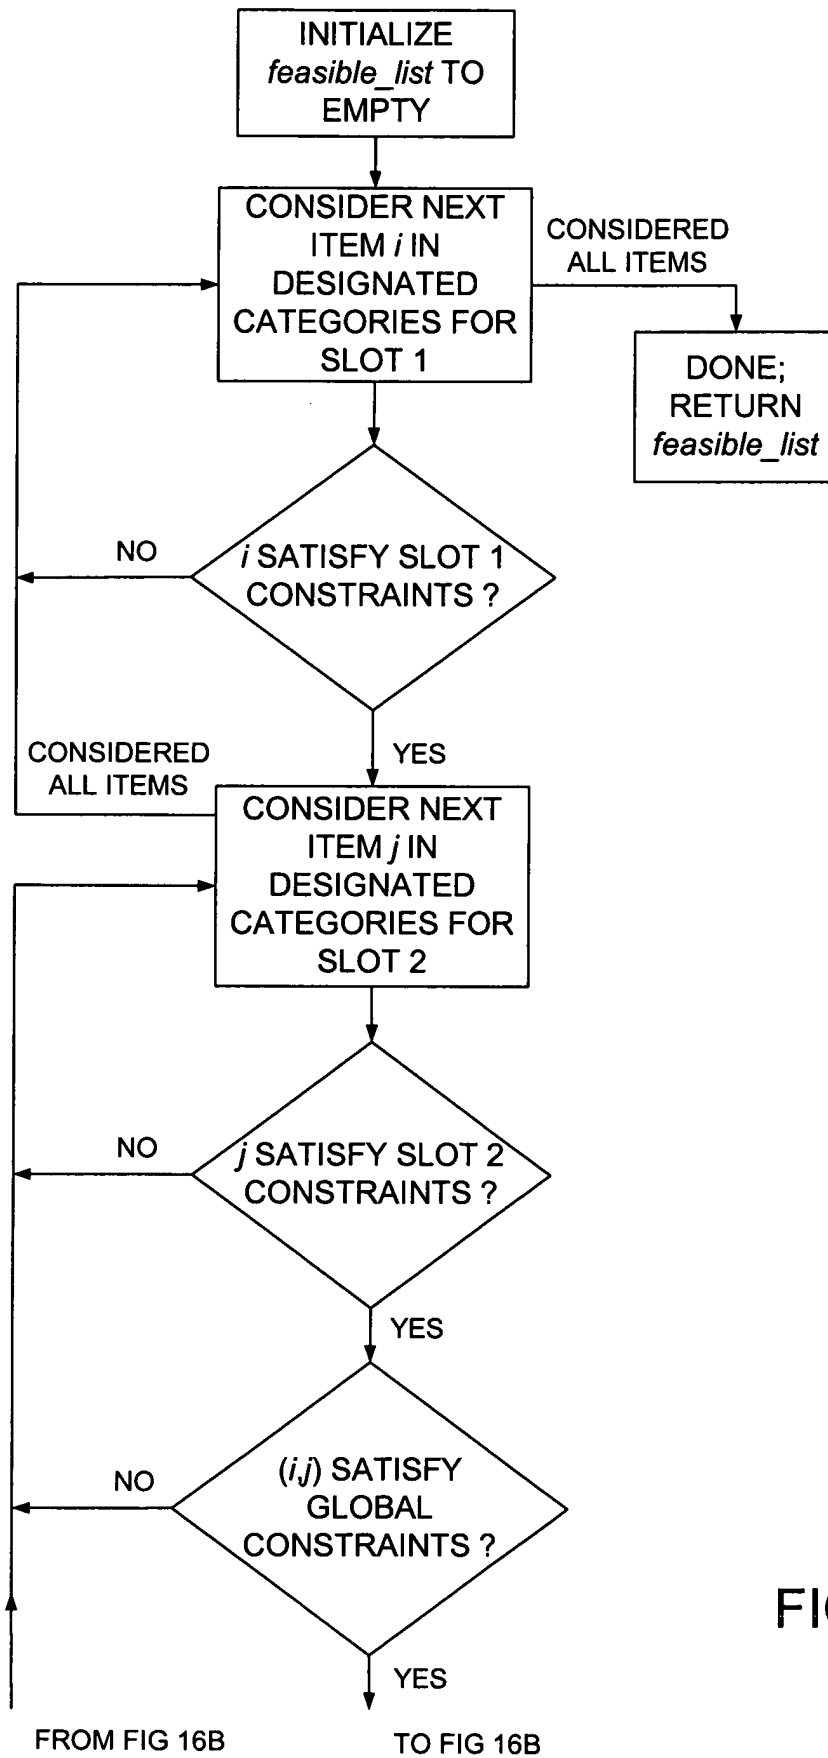 INITIALIZE
feasible_list TO
EMPTY
CONSIDER NEXT
ITEM i IN
DESIGNATED
CATEGORIES FOR
SLOT 1
CONSIDERED
ALL ITEMS
DONE;
RETURN
feasible_list
i SATISFY SLOT 1
CONSTRAINTS ?
NO
YES
CONSIDERED
ALL ITEMS
CONSIDER NEXT
ITEM j IN
DESIGNATED
CATEGORIES FOR
SLOT 2
j SATISFY SLOT 2
CONSTRAINTS ?
NO
YES
(i,j) SATISFY
GLOBAL
CONSTRAINTS ?
NO
YES
FROM FIG 16B
TO FIG 16B